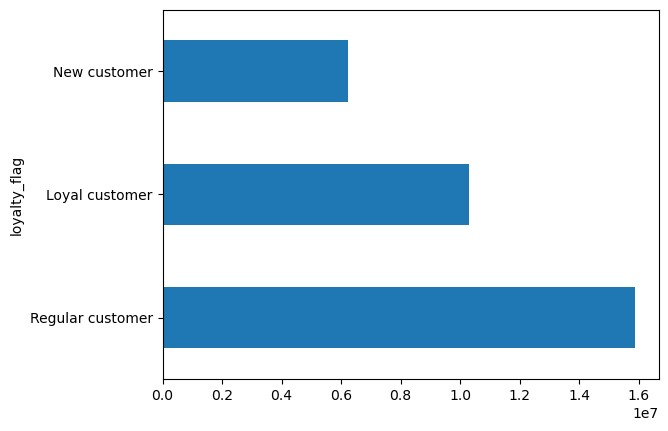 New customer
Loyal customer
Regular customer
loyalty_flag
0.0 0.2 0.4 0.6 0.8 1.0 1.2 1.4 1.6
1e7